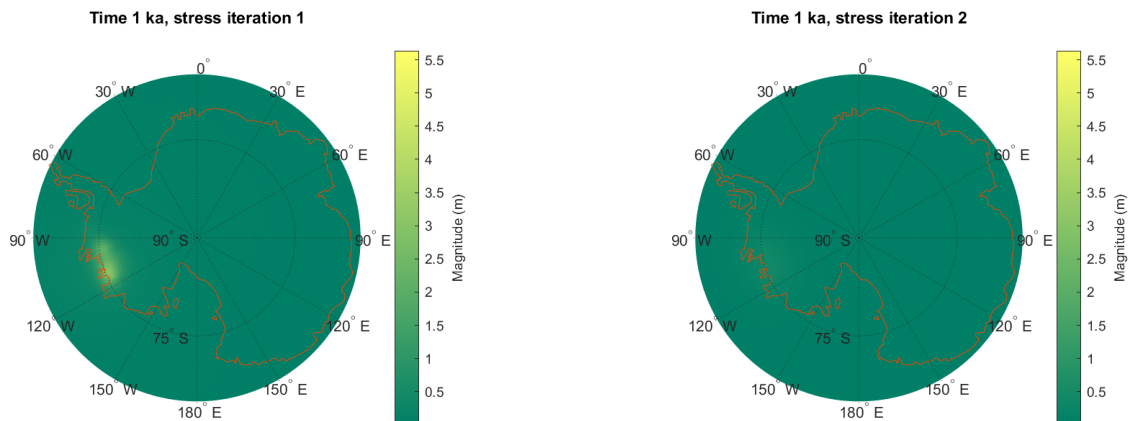 Time 1 ka, stress iteration 1
0° 
30° E
60° E
90° E
120° E
150° E
180° E
150° W
120° W
90° W
60° W
30° W
90° S
75° S
5.5
5
4.5
4
3.5
3
2.5
2
1.5
1
0.5
Magnitude (m)
Time 1 ka, stress iteration 2
0°
30° E
60° E
90° E
120° E
150° E
180° E
150° W
120° W
90° W
60° W
30° W
90° S
75° S
5.5
5
4.5
4
3.5
3
2.5
2
1.5
1
0.5
Magnitude (m)